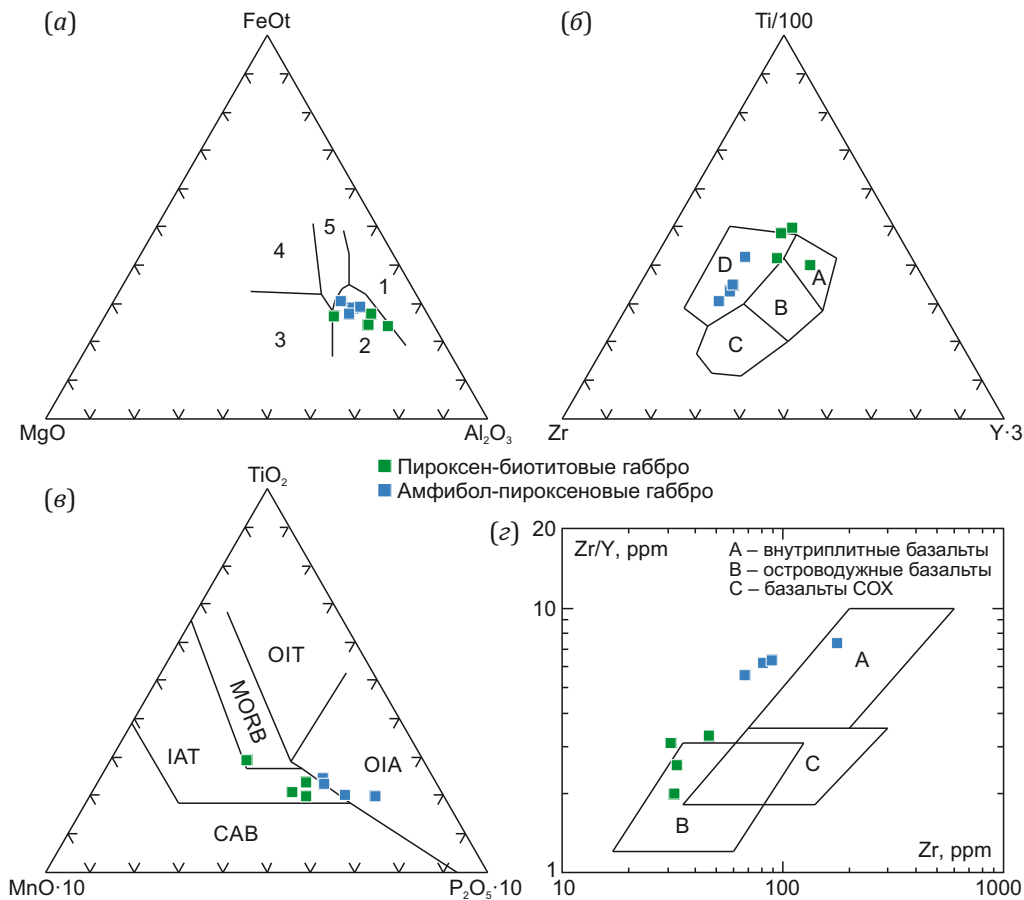 (а)
FeOt
5
4
1
3
2
MgO
Al₂O₃
(б)
Ti/100
D
A
B
C
Zr
Y·3
Пироксен-биотитовые габбро
Амфибол-пироксеновые габбро
(в)
TiO₂
OIT
MORB
IAT
OIA
CAB
MnO·10
P₂O₅·10
(г)
20
Zr/Y, ppm
A – внутриплитные базальты
B – островодужные базальты
C – базальты СОХ
10
A
C
B
Zr, ppm
1
10
100
1000